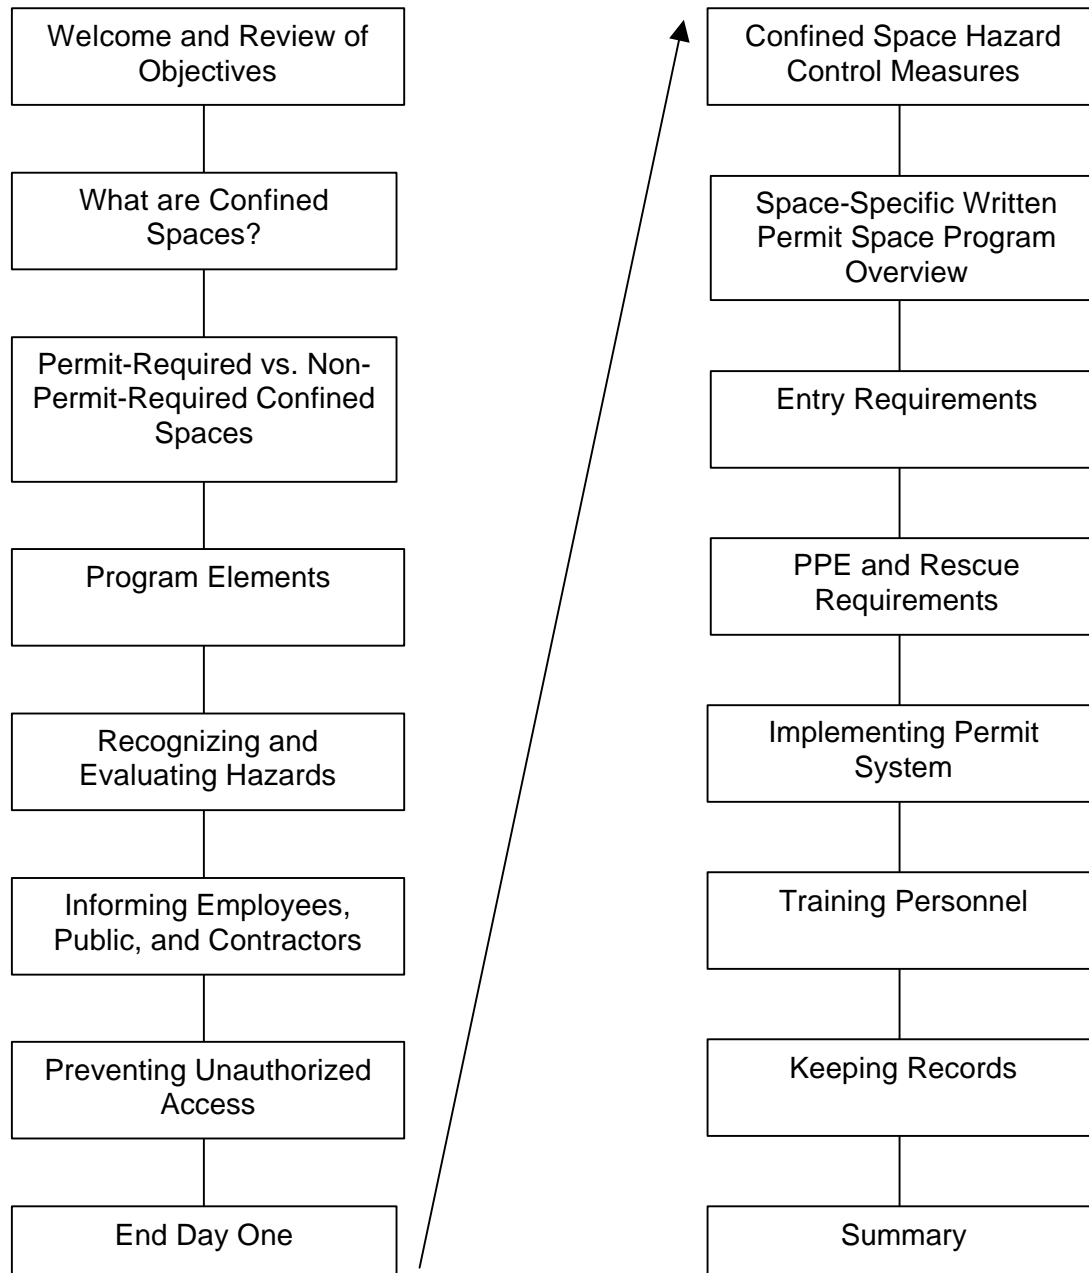 Welcome and Review of
Objectives
What are Confined
Spaces?
Permit-Required vs. Non-
Permit-Required Confined
Spaces
Program Elements
Recognizing and
Evaluating Hazards
Informing Employees,
Public, and Contractors
Preventing Unauthorized
Access
End Day One
Confined Space Hazard
Control Measures
Space-Specific Written
Permit Space Program
Overview
Entry Requirements
PPE and Rescue
Requirements
Implementing Permit
System
Training Personnel
Keeping Records
Summary